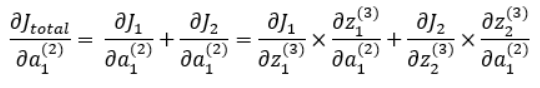 ∂J_total/∂a_1^(2) = ∂J_1/∂a_1^(2) + ∂J_2/∂a_1^(2) = ∂J_1/∂z_1^(3) × ∂z_1^(3)/∂a_1^(2) + ∂J_2/∂z_2^(3) × ∂z_2^(3)/∂a_1^(2)